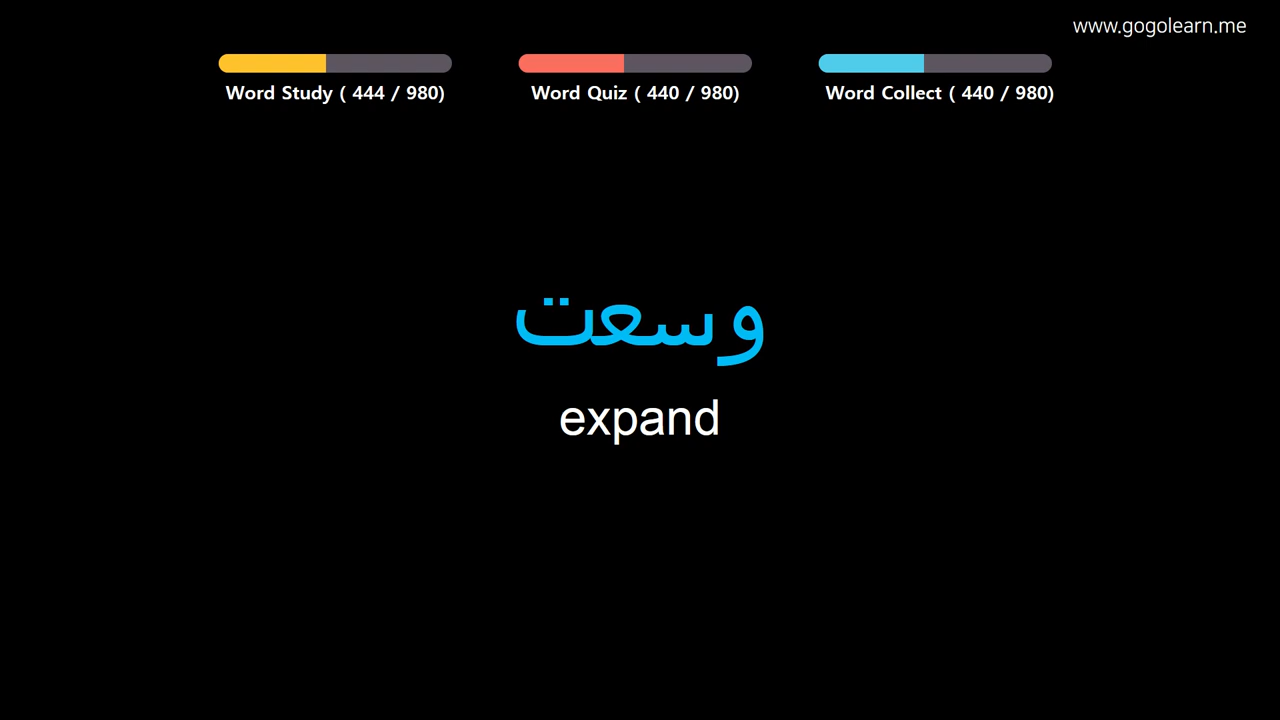 www.gogolearn.me
Word Study ( 444 / 980)
Word Quiz ( 440 / 980)
Word Collect ( 440 / 980)
وسعت
expand